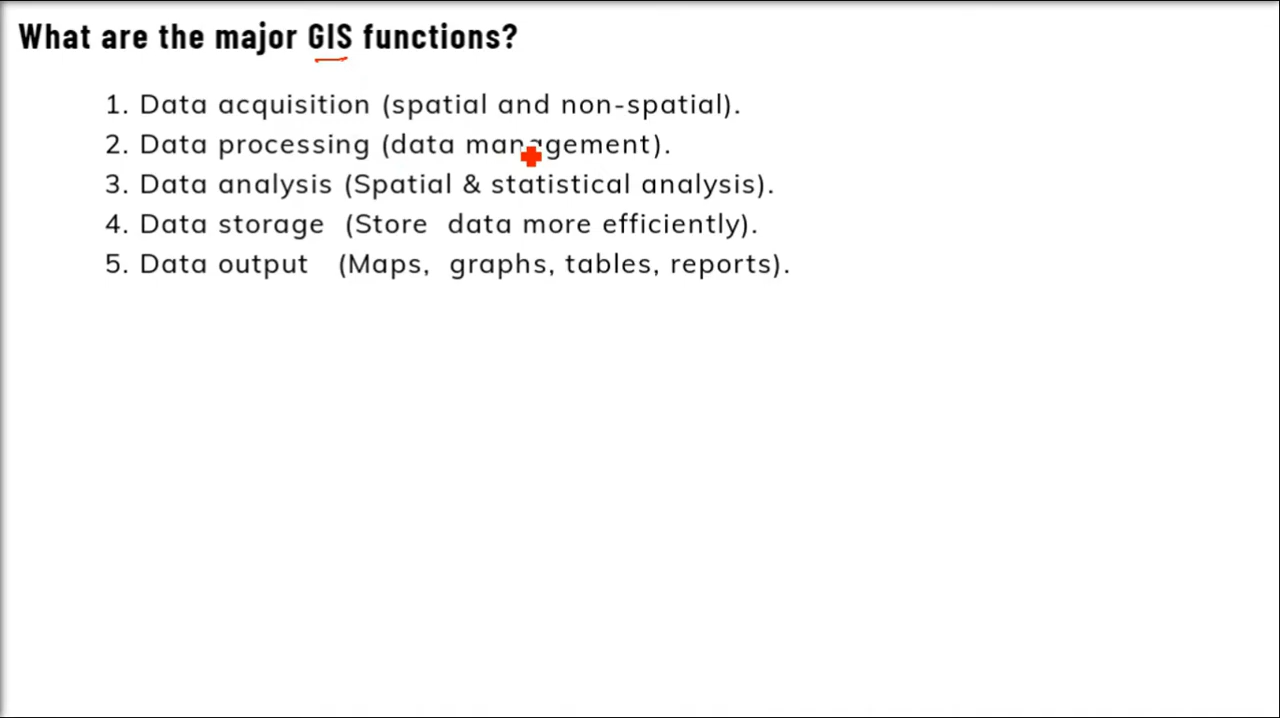 What are the major GIS functions?
1. Data acquisition (spatial and non-spatial).
2. Data processing (data management).
3. Data analysis (Spatial & statistical analysis).
4. Data storage (Store data more efficiently).
5. Data output (Maps, graphs, tables, reports).